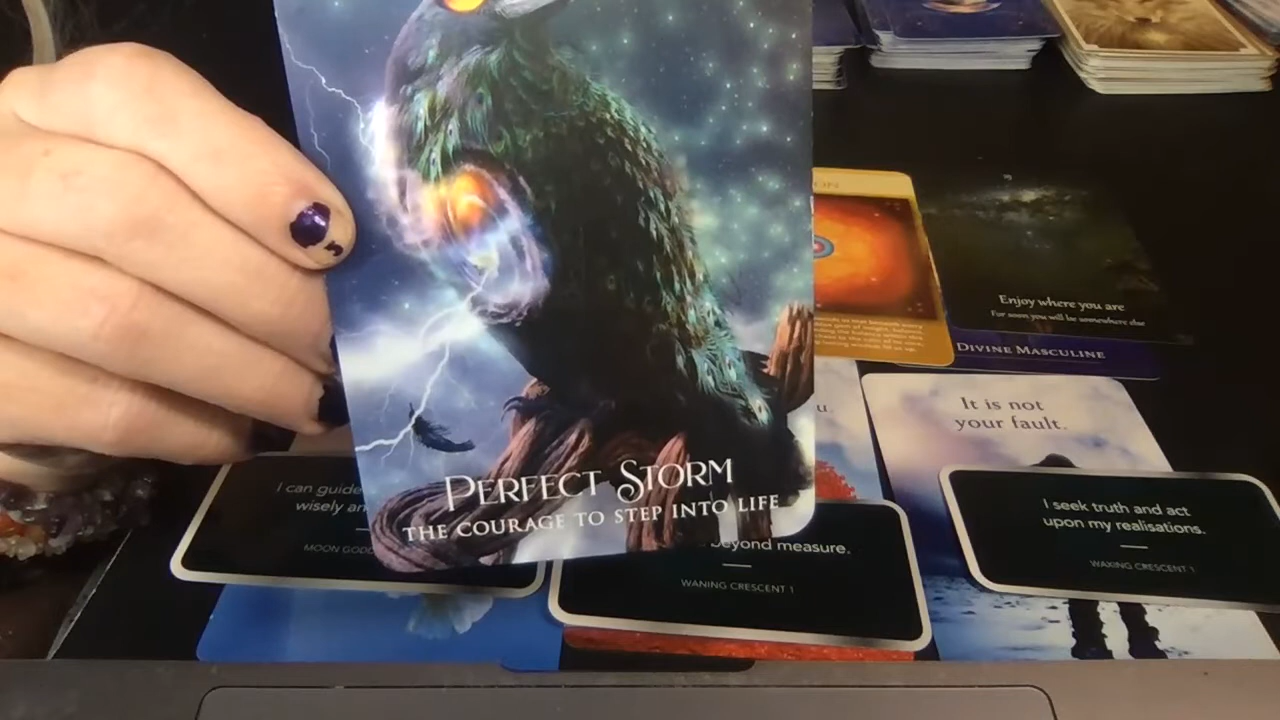 PERFECT STORM
THE COURAGE TO STEP INTO LIFE
Enjoy where you are
For soon you will be somewhere else
DIVINE MASCULINE
It is not
your fault.
I can guide
wisely
MOON
beyond measure.
WANING CRESCENT 1
I seek truth and act
upon my realisations.
WAXING CRESCENT 1